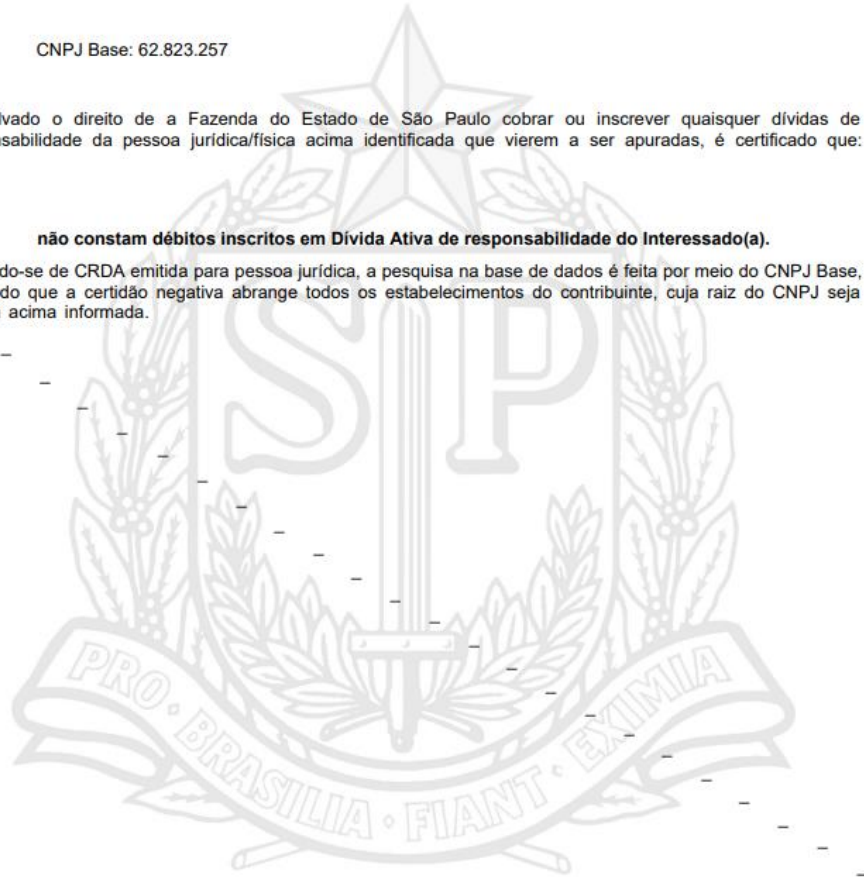 CNPJ Base: 62.823.257
lvado o direito de a Fazenda do Estado de São Paulo cobrar ou inscrever quaisquer dívidas de
nsabilidade da pessoa jurídica/física acima identificada que vierem a ser apuradas, é certificado que:
não constam débitos inscritos em Dívida Ativa de responsabilidade do Interessado(a).
do-se de CRDA emitida para pessoa jurídica, a pesquisa na base de dados é feita por meio do CNPJ Base,
do que a certidão negativa abrange todos os estabelecimentos do contribuinte, cuja raiz do CNPJ seja
acima informada.
SP
PRO · BRASILIA · FIANT · EXIMIA